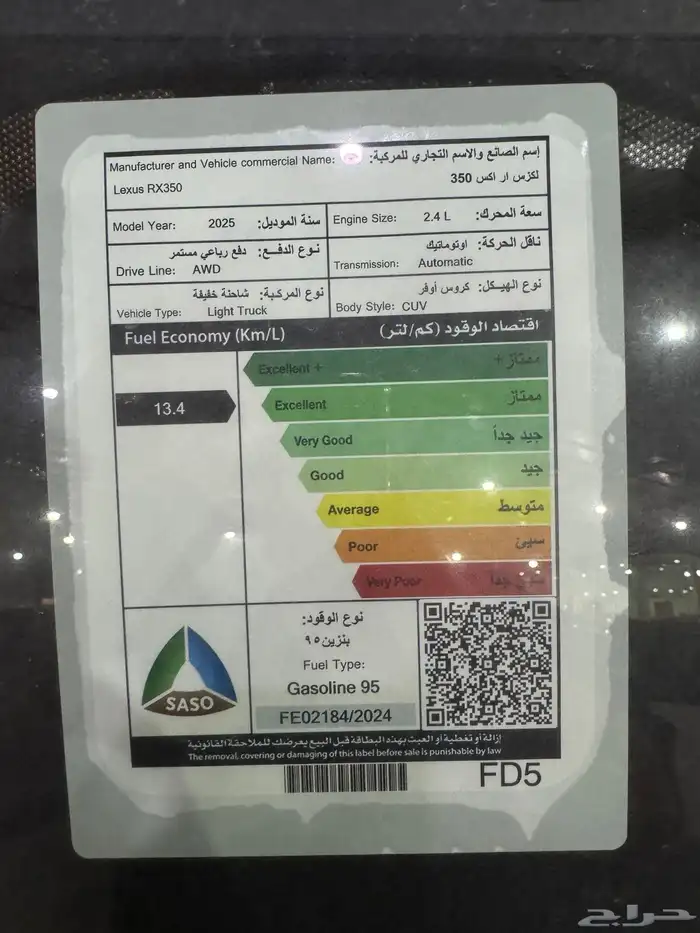 Manufacturer and Vehicle commercial Name: إسم الصانع والاسم التجاري للمركبة:
Lexus RX350 لكزس ار اكس 350
Model Year: 2025 سنة الموديل: Engine Size: 2.4 L سعة المحرك:
نوع الدفـــع: دفع رباعي مستمر ناقل الحركة: اوتوماتيك
Drive Line: AWD Transmission: Automatic
نوع المركبة: شاحنة خفيفة نوع الهيكل: كروس أوفر
Vehicle Type: Light Truck Body Style: CUV
Fuel Economy (Km/L) اقتصاد الوقود (كم/لتر)
Excellent + ممتاز +
13.4 Excellent ممتاز
Very Good جيد جداً
Good جيد
Average متوسط
Poor سيئ
Very Poor سيئ جداً
نوع الوقود:
بنزين ٩٥
Fuel Type:
Gasoline 95
SASO
FE02184/2024
إزالة أو تغطية أو العبث بهذه البطاقة قبل البيع يعرضك للملاحقة القانونية
The removal, covering or damaging of this label before sale is punishable by law
FD5
حراج